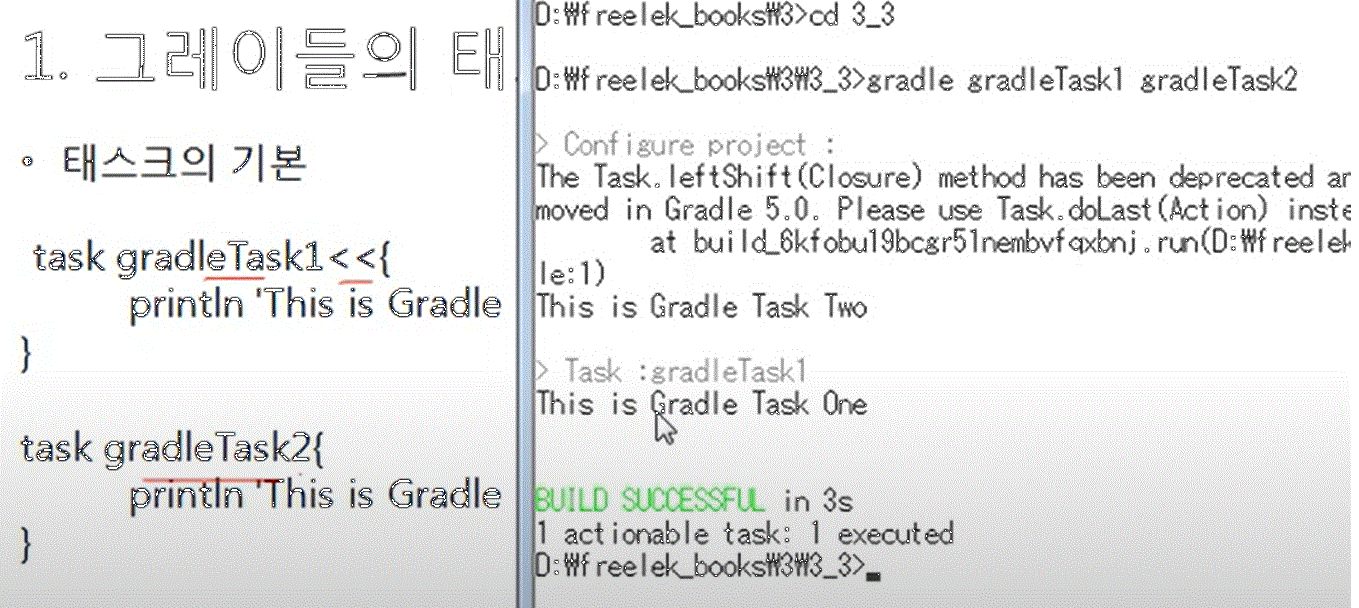 1. 그레이들의 태
• 태스크의 기본
task gradleTask1<<{
println 'This is Gradle
}
task gradleTask2{
println 'This is Gradle
}
D:₩freelek_books₩3>cd 3_3
D:₩freelek_books₩3₩3_3>gradle gradleTask1 gradleTask2
> Configure project :
The Task.leftShift(Closure) method has been deprecated an
moved in Gradle 5.0. Please use Task.doLast(Action) inste
at build_6kfobu19bcgr51nembvfqxbnj.run(D:₩freelek
le:1)
This is Gradle Task Two
> Task :gradleTask1
This is Gradle Task One
BUILD SUCCESSFUL in 3s
1 actionable task: 1 executed
D:₩freelek_books₩3₩3_3>